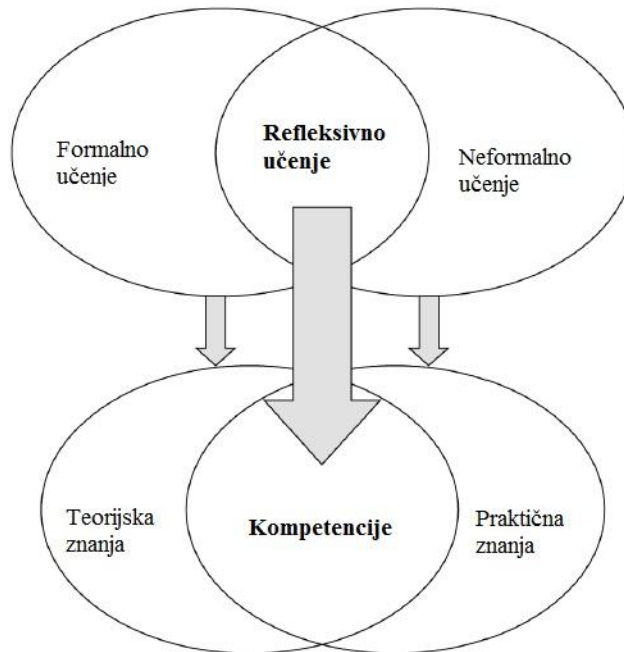 Formalno
učenje
Refleksivno
učenje
Neformalno
učenje
Teorijska
znanja
Kompetencije
Praktična
znanja